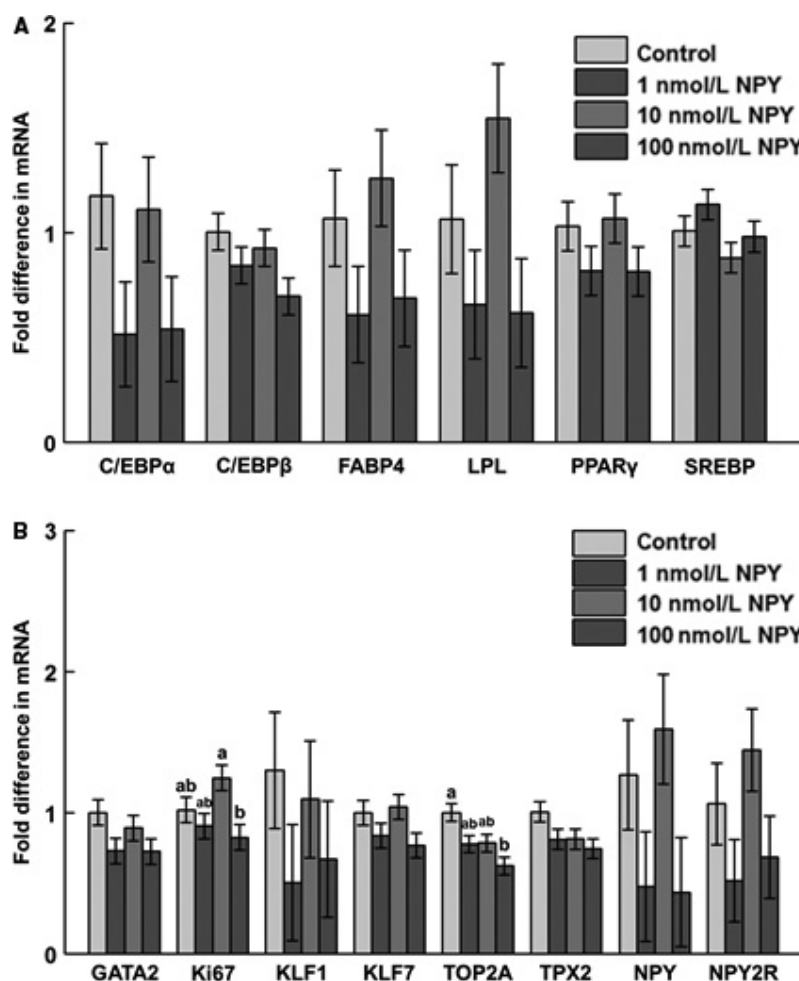 A
2
Control
1 nmol/L NPY
10 nmol/L NPY
100 nmol/L NPY
Fold difference in mRNA
1
0
C/EBPα C/EBPβ FABP4 LPL PPARγ SREBP
B
3
Control
1 nmol/L NPY
10 nmol/L NPY
100 nmol/L NPY
Fold difference in mRNA
2
1
ab ab a b
a ab ab b
0
GATA2 Ki67 KLF1 KLF7 TOP2A TPX2 NPY NPY2R